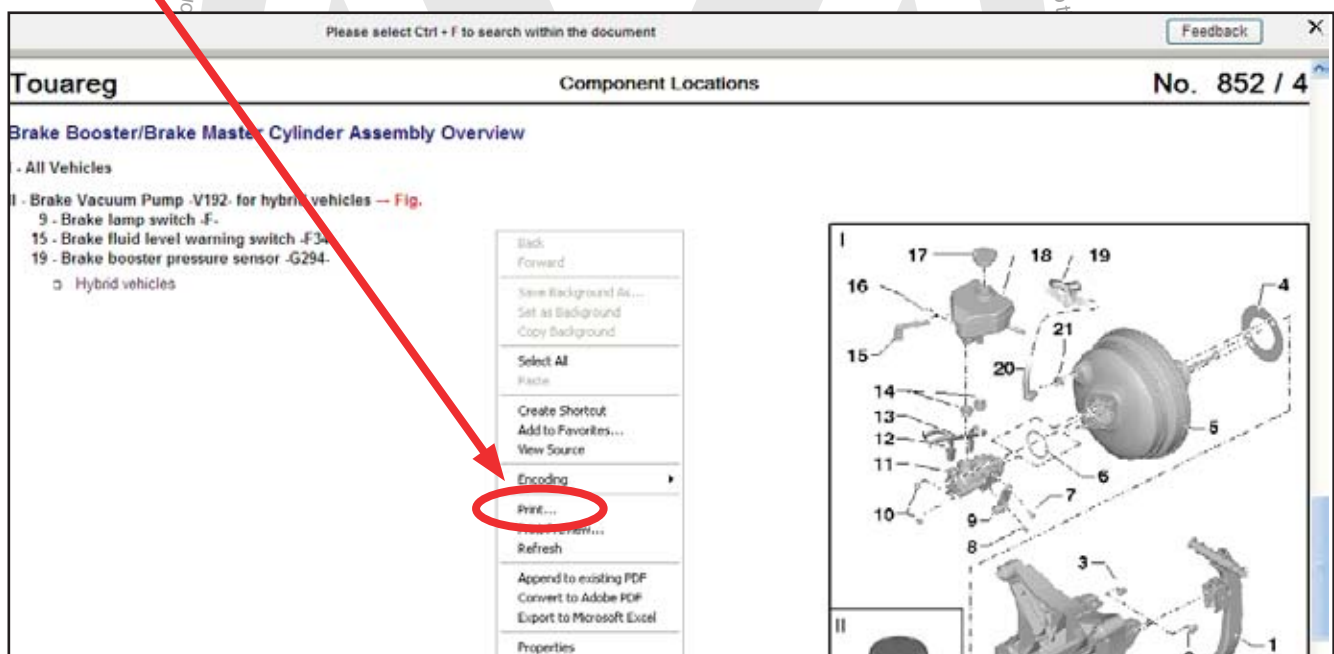 Please select Ctrl + F to search within the document
Feedback
X
Touareg
Component Locations
No. 852 / 4
Brake Booster/Brake Master Cylinder Assembly Overview
I - All Vehicles
II - Brake Vacuum Pump -V192- for hybrid vehicles → Fig.
9 - Brake lamp switch -F-
15 - Brake fluid level warning switch -F34-
19 - Brake booster pressure sensor -G294-
Hybrid vehicles
Back
Forward
Save Background As...
Set as Background
Copy Background
Select All
Paste
Create Shortcut
Add to Favorites...
View Source
Encoding
Print...
Print Preview...
Refresh
Append to existing PDF
Convert to Adobe PDF
Export to Microsoft Excel
Properties
I
17
18
19
16
4
21
15
20
14
13
12
5
11
6
7
10
9
8
3
II
1